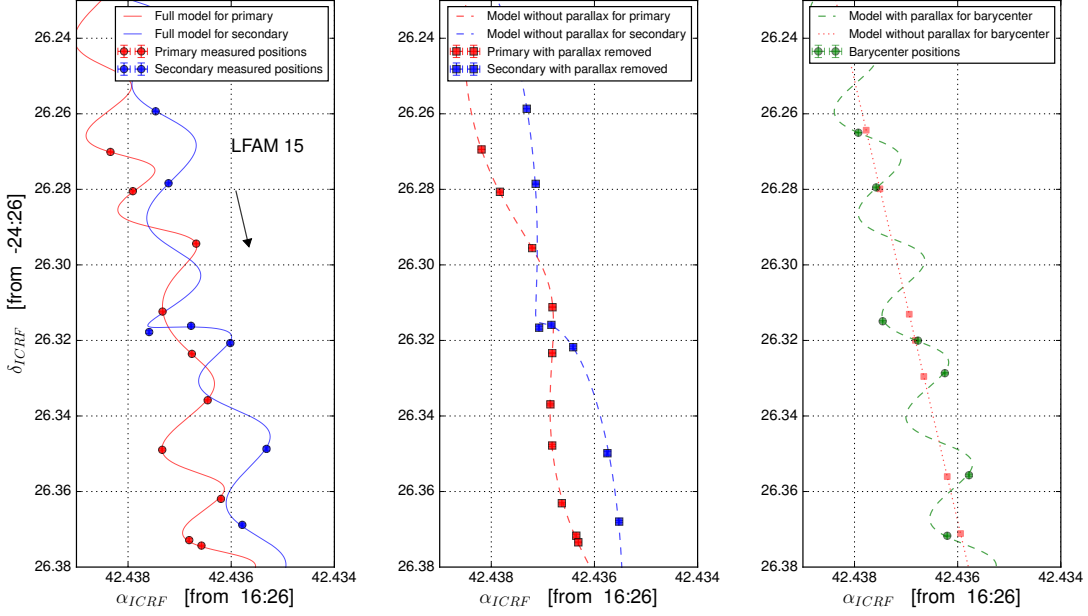 Full model for primary
Full model for secondary
Primary measured positions
Secondary measured positions
LFAM 15
26.24
26.26
26.28
26.30
26.32
26.34
26.36
26.38
δICRF [from -24:26]
42.438
42.436
42.434
αICRF [from 16:26]
Model without parallax for primary
Model without parallax for secondary
Primary with parallax removed
Secondary with parallax removed
26.24
26.26
26.28
26.30
26.32
26.34
26.36
26.38
42.438
42.436
42.434
αICRF [from 16:26]
Model with parallax for barycenter
Model without parallax for barycenter
Barycenter positions
26.24
26.26
26.28
26.30
26.32
26.34
26.36
26.38
42.438
42.436
42.434
αICRF [from 16:26]